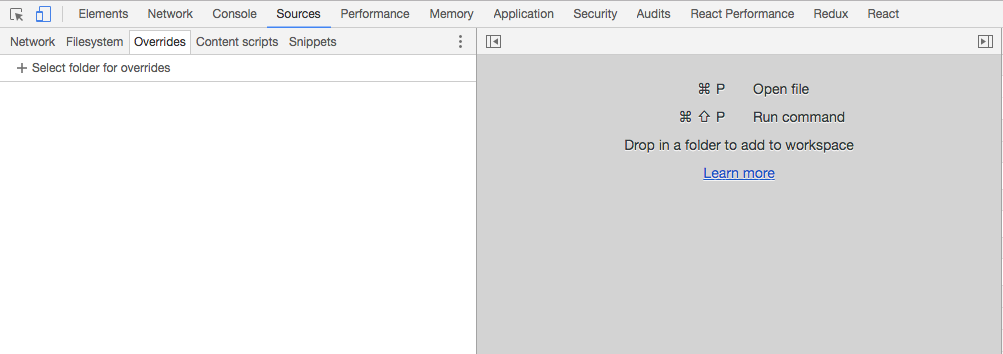 Elements Network Console Sources Performance Memory Application Security Audits React Performance Redux React
Network Filesystem Overrides Content scripts Snippets
+ Select folder for overrides
⌘ P Open file
⌘ ⇧ P Run command
Drop in a folder to add to workspace
Learn more